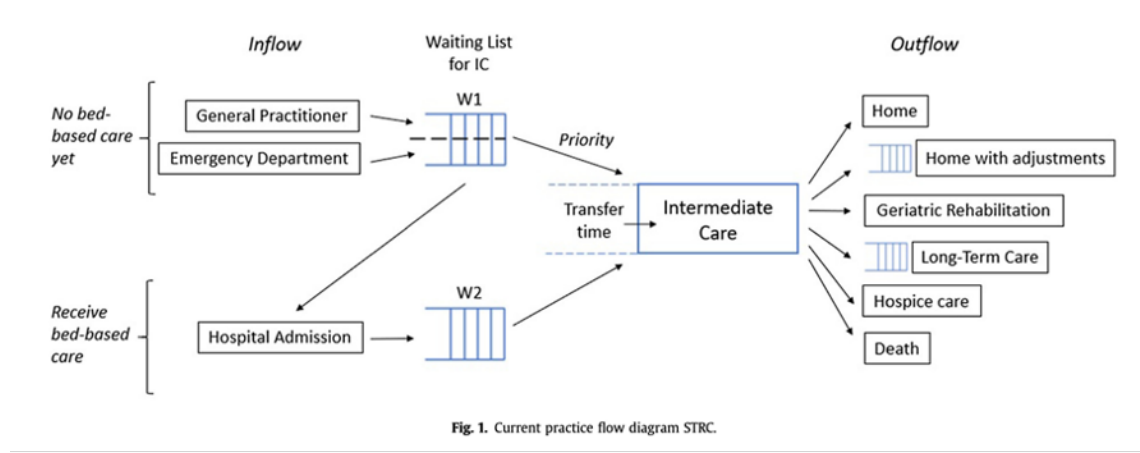 Inflow
Waiting List
for IC
Outflow
No bed-
based care
yet
General Practitioner
Emergency Department
W1
Priority
Transfer
time
Intermediate
Care
Home
Home with adjustments
Geriatric Rehabilitation
Long-Term Care
Hospice care
Death
Receive
bed-based
care
Hospital Admission
W2
Fig. 1. Current practice flow diagram STRC.